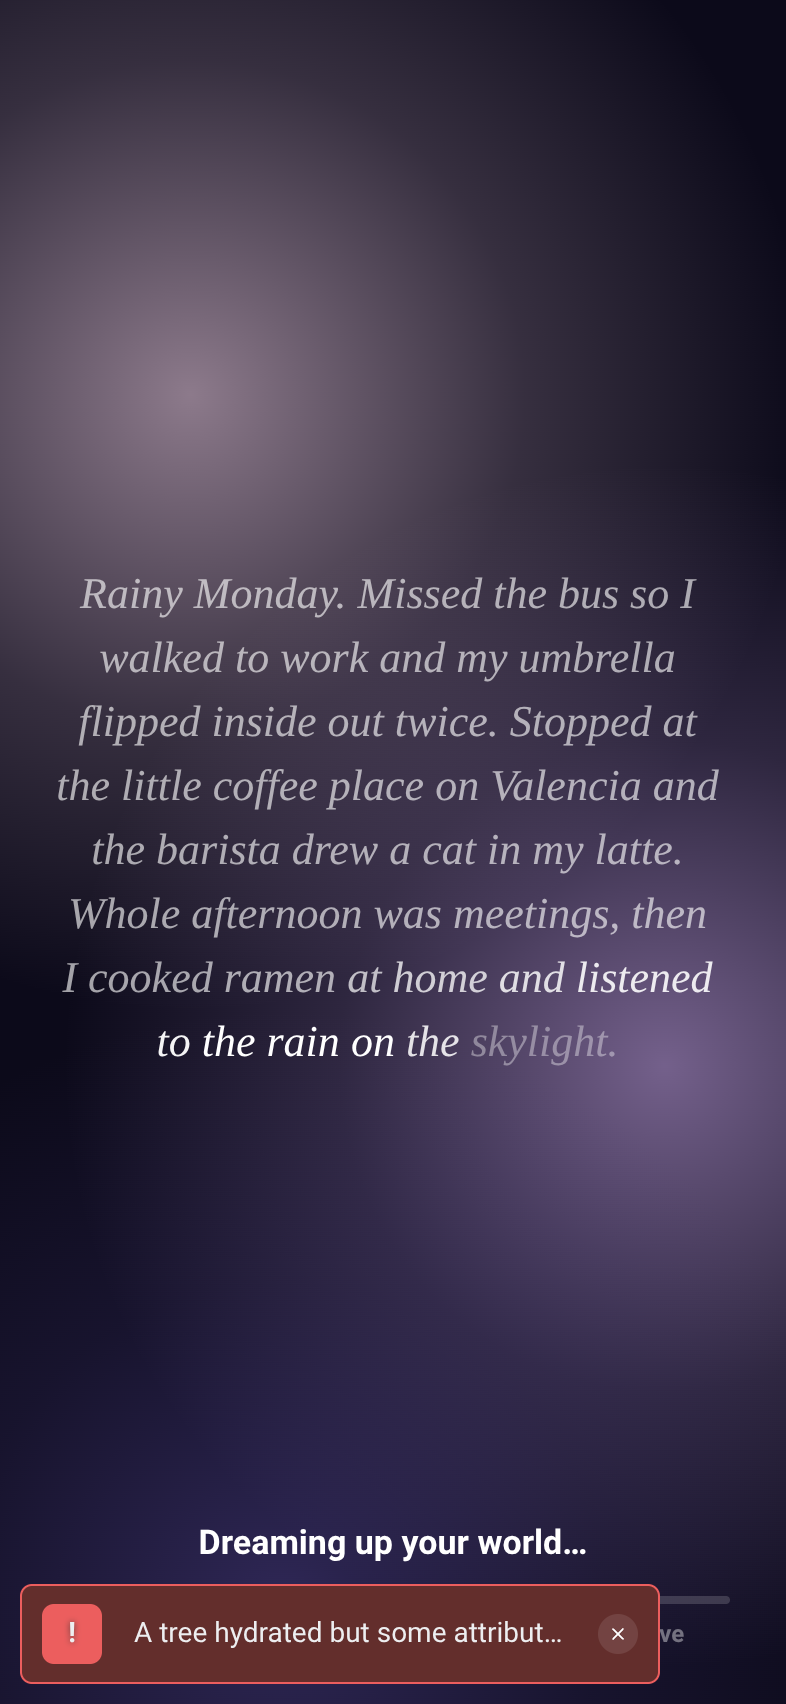 Rainy Monday. Missed the bus so I
walked to work and my umbrella
flipped inside out twice. Stopped at
the little coffee place on Valencia and
the barista drew a cat in my latte.
Whole afternoon was meetings, then
I cooked ramen at home and listened
to the rain on the skylight.
Dreaming up your world…
! A tree hydrated but some attribut…